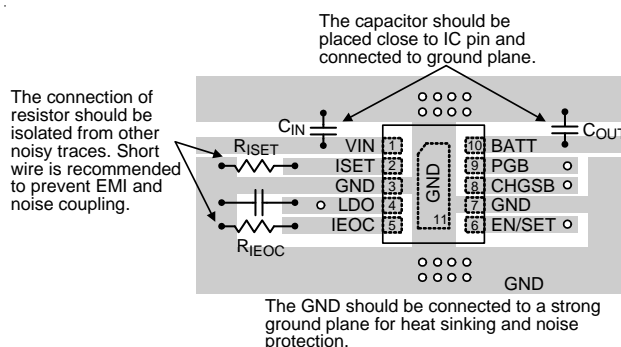 The capacitor should be
placed close to IC pin and
connected to ground plane.
The connection of
resistor should be
isolated from other
noisy traces. Short
wire is recommended
to prevent EMI and
noise coupling.
CIN
COUT
RISET
VIN 1
ISET 2
GND 3
LDO 4
IEOC 5
RIEOC
GND
11
10 BATT
9 PGB
8 CHGSB
7 GND
6 EN/SET
GND
The GND should be connected to a strong
ground plane for heat sinking and noise
protection.